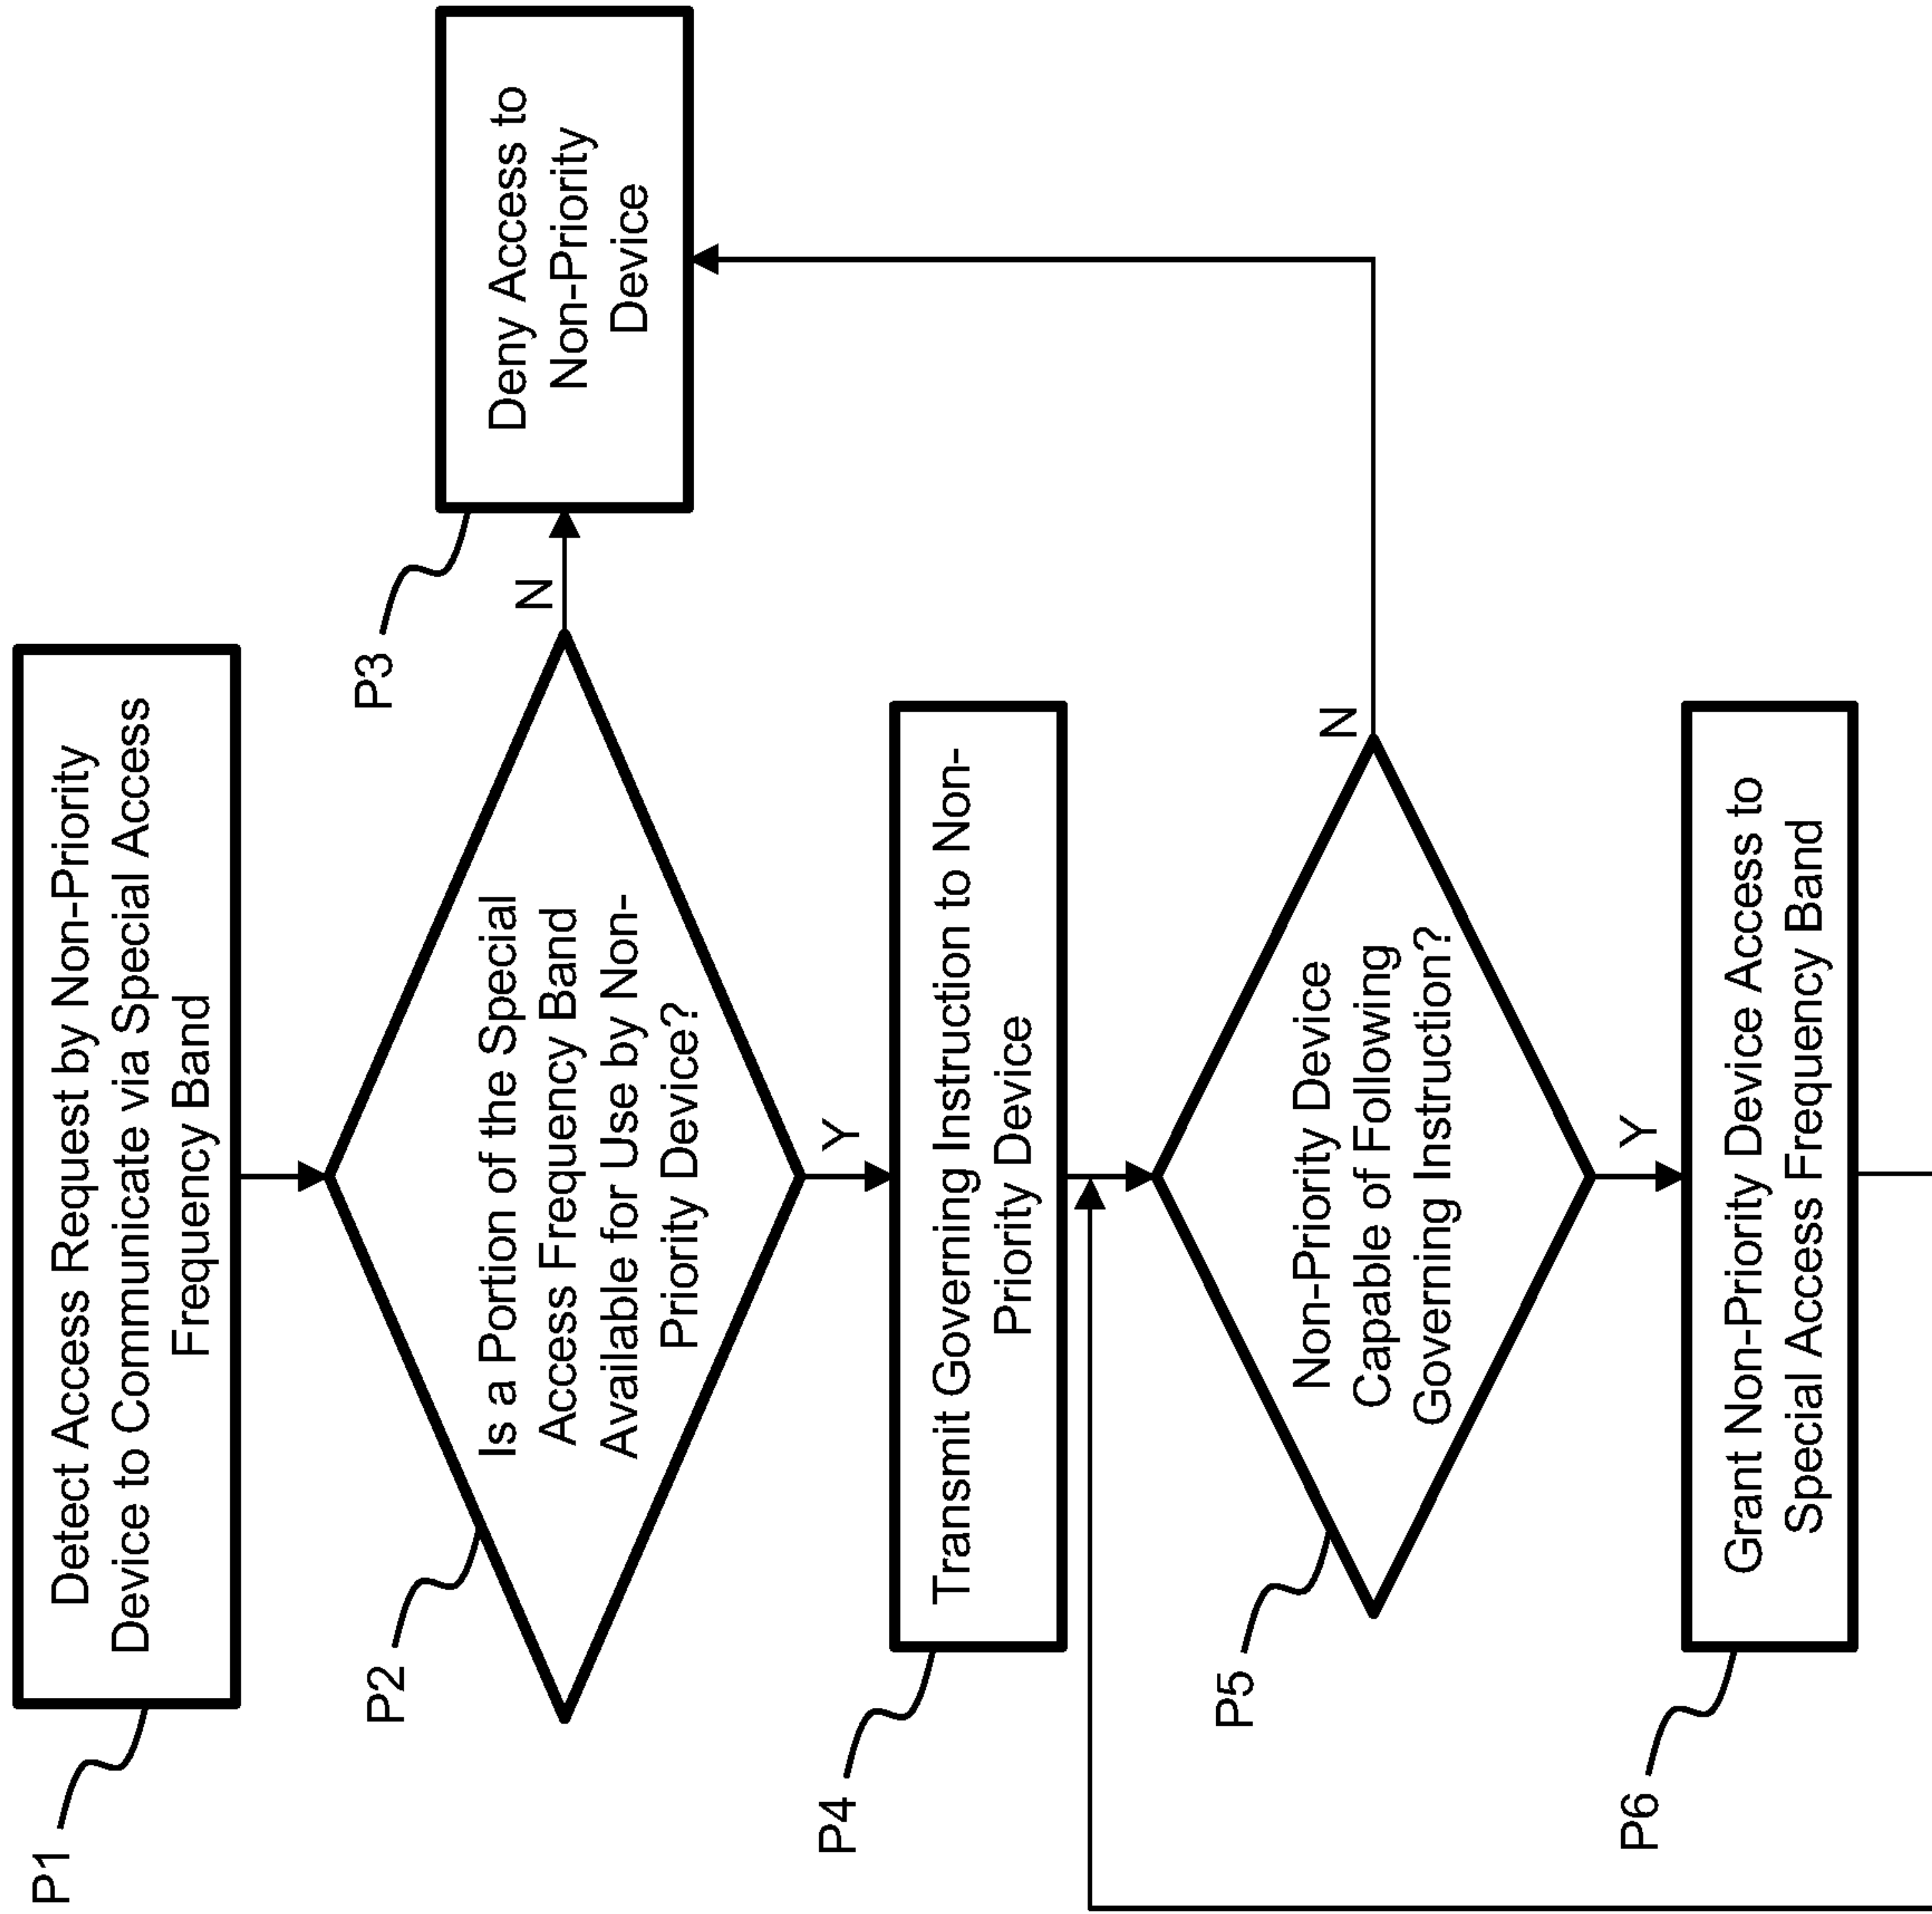 P1
Detect Access Request by Non-Priority
Device to Communicate via Special Access
Frequency Band
P2
Is a Portion of the Special
Access Frequency Band
Available for Use by Non-
Priority Device?
N
P3
Deny Access to
Non-Priority
Device
Y
P4
Transmit Governing Instruction to Non-
Priority Device
P5
Non-Priority Device
Capable of Following
Governing Instruction?
N
Y
P6
Grant Non-Priority Device Access to
Special Access Frequency Band